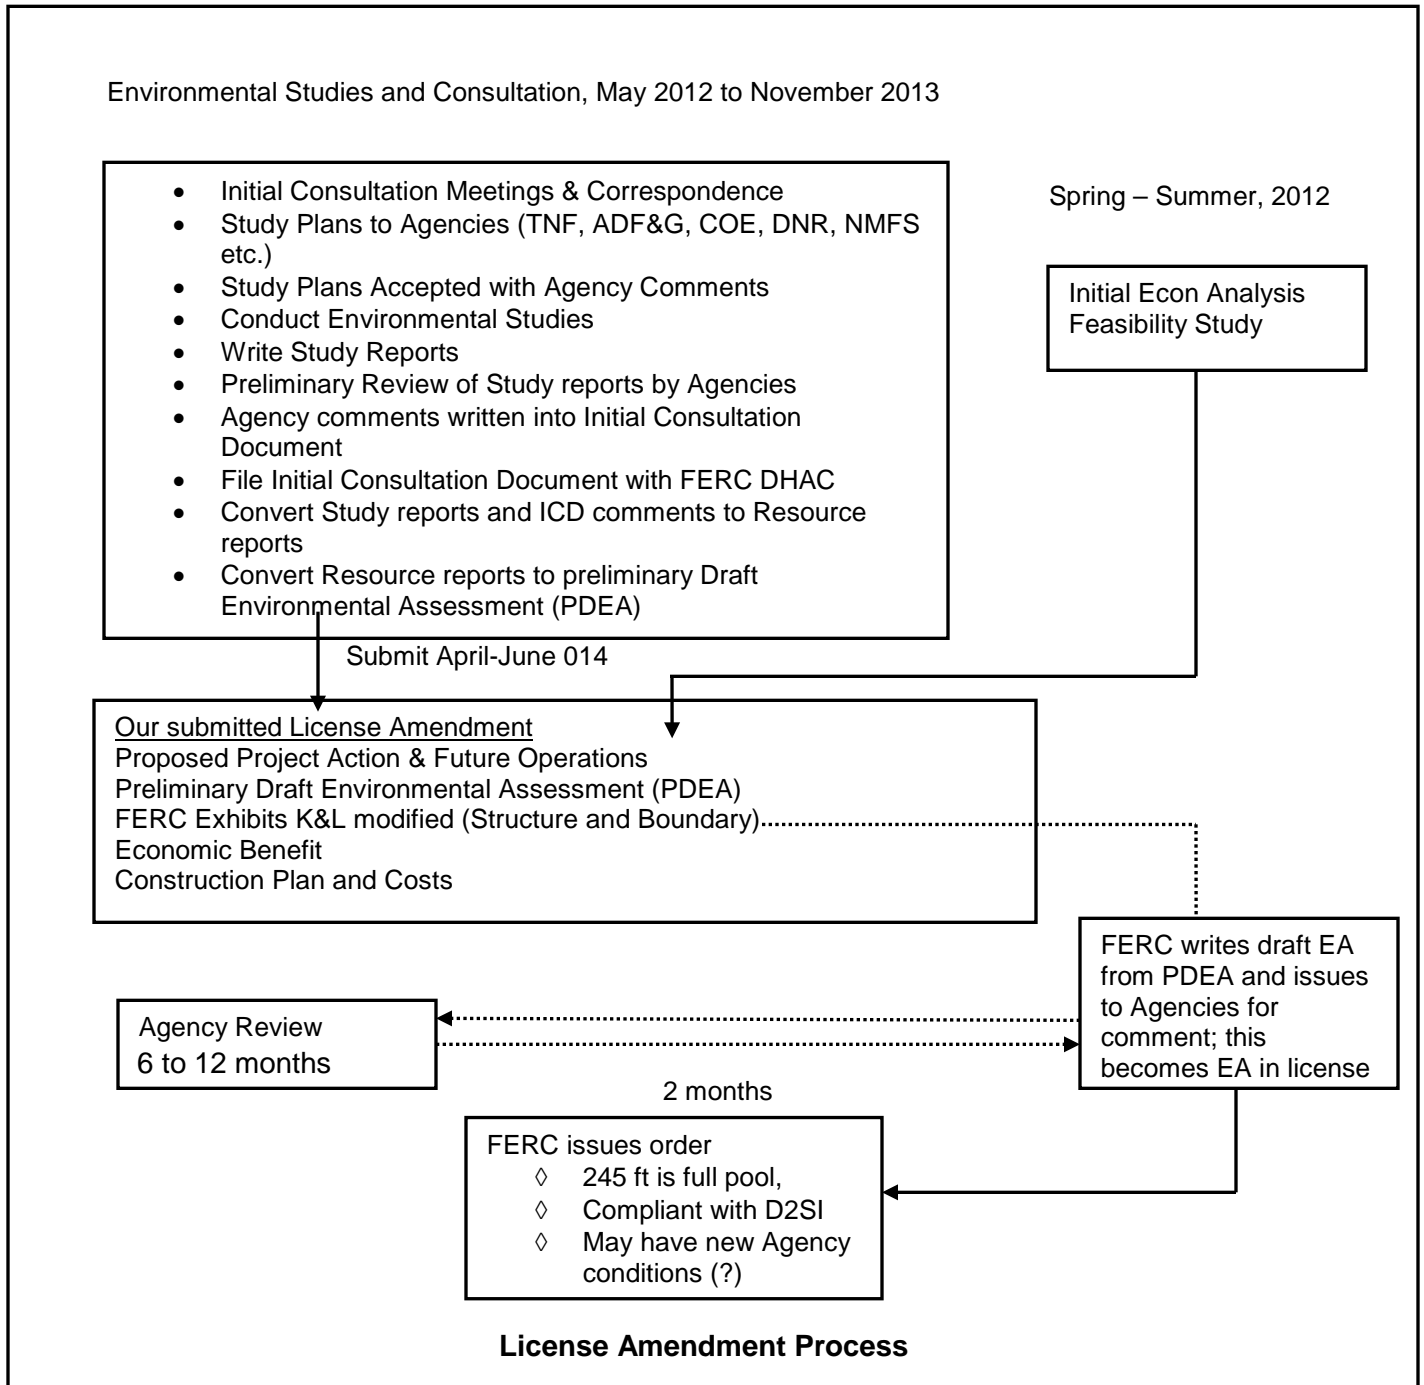 Environmental Studies and Consultation, May 2012 to November 2013
• Initial Consultation Meetings & Correspondence
• Study Plans to Agencies (TNF, ADF&G, COE, DNR, NMFS
etc.)
• Study Plans Accepted with Agency Comments
• Conduct Environmental Studies
• Write Study Reports
• Preliminary Review of Study reports by Agencies
• Agency comments written into Initial Consultation
Document
• File Initial Consultation Document with FERC DHAC
• Convert Study reports and ICD comments to Resource
reports
• Convert Resource reports to preliminary Draft
Environmental Assessment (PDEA)
Spring – Summer, 2012
Initial Econ Analysis
Feasibility Study
Submit April-June 014
Our submitted License Amendment
Proposed Project Action & Future Operations
Preliminary Draft Environmental Assessment (PDEA)
FERC Exhibits K&L modified (Structure and Boundary)
Economic Benefit
Construction Plan and Costs
FERC writes draft EA
from PDEA and issues
to Agencies for
comment; this
becomes EA in license
Agency Review
6 to 12 months
2 months
FERC issues order
◊ 245 ft is full pool,
◊ Compliant with D2SI
◊ May have new Agency
conditions (?)
License Amendment Process